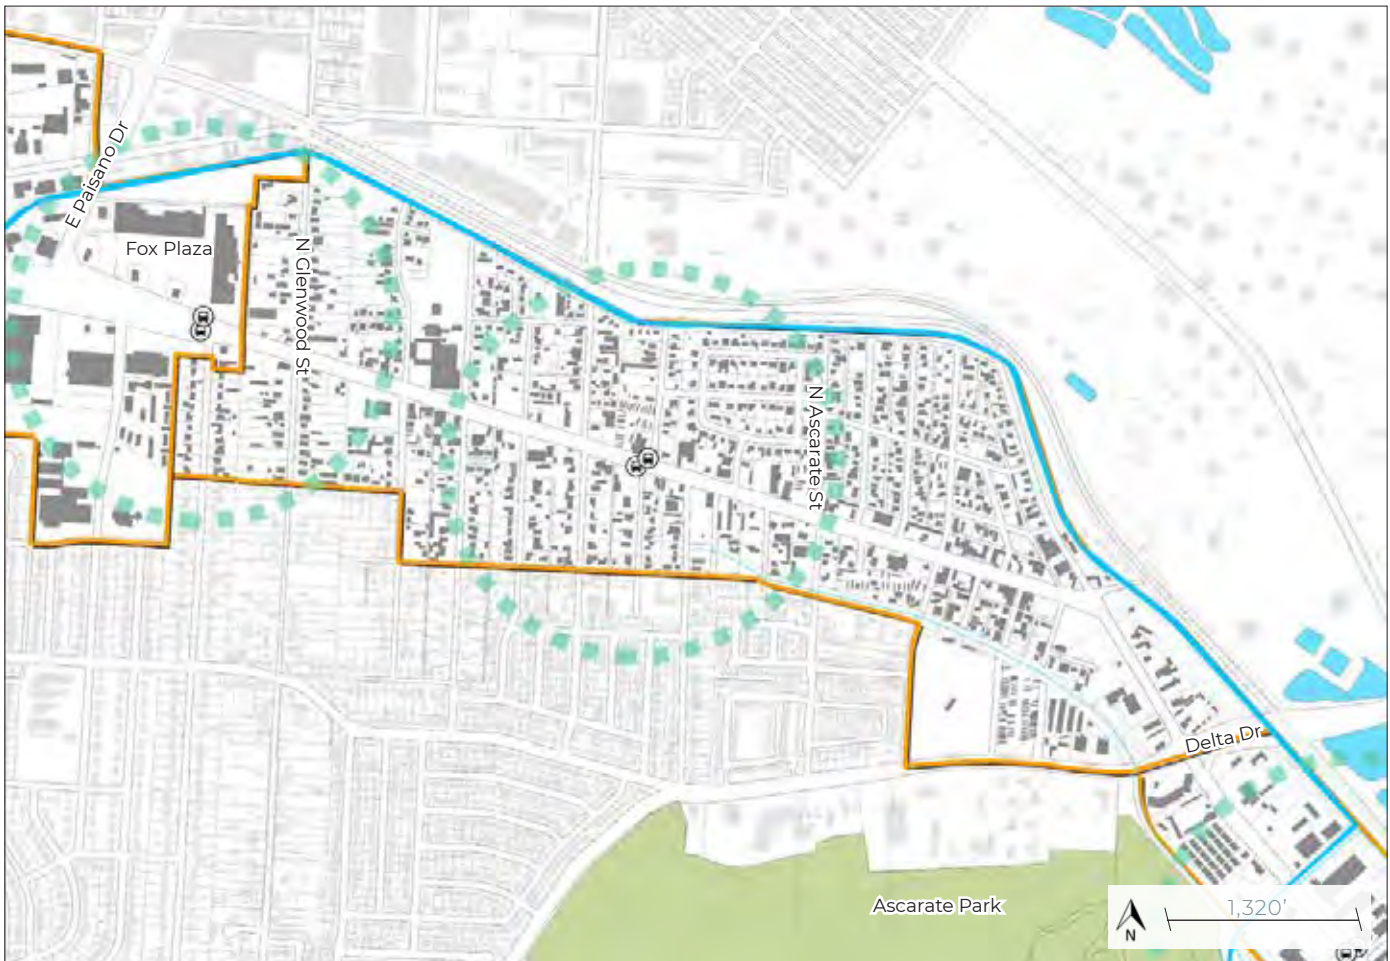 E Paisano Dr
Fox Plaza
N Glenwood St
N Ascarate St
Delta Dr
Ascarate Park
N
1,320'